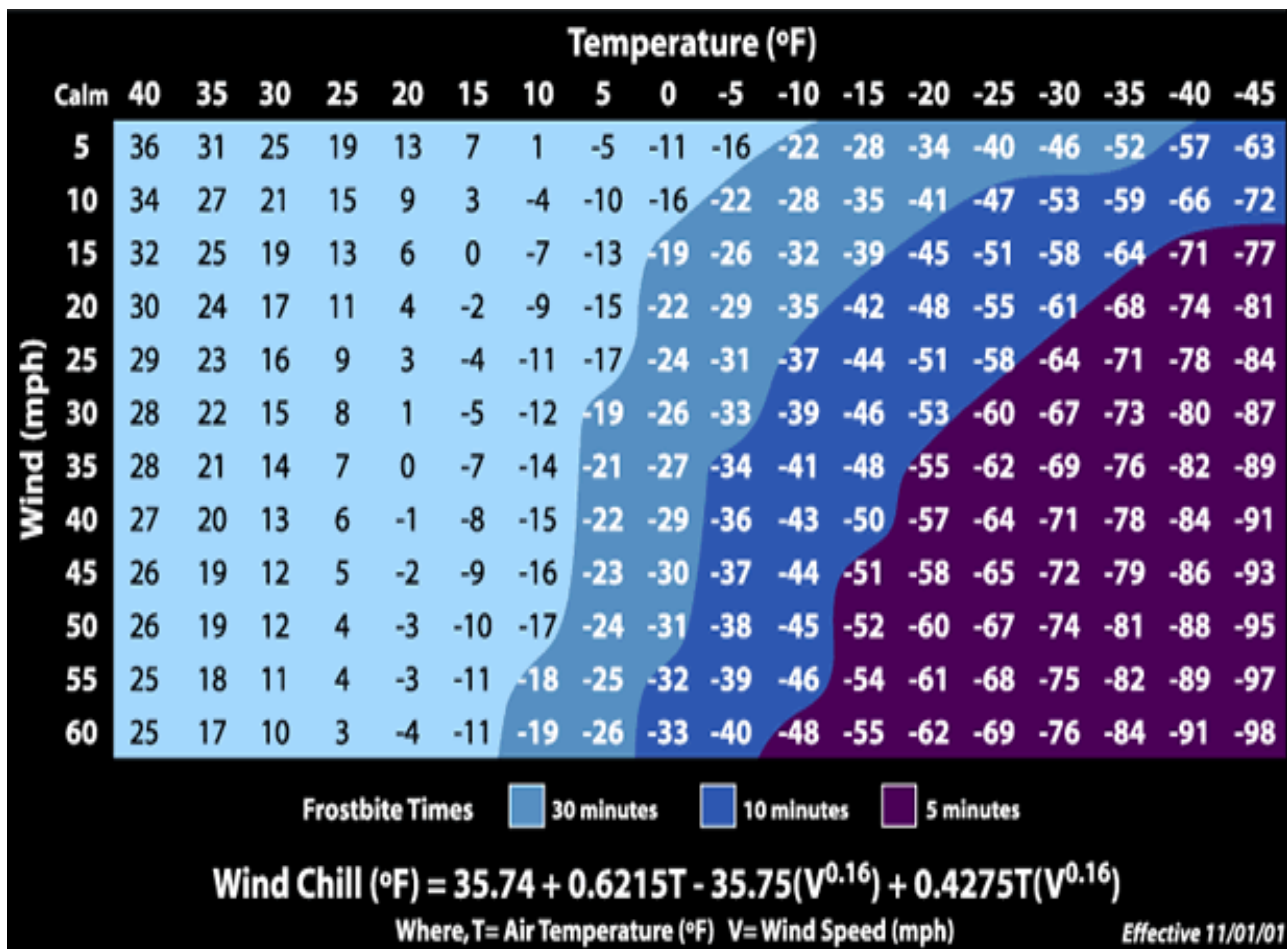 Temperature (ºF)
Calm 40 35 30 25 20 15 10 5 0 -5 -10 -15 -20 -25 -30 -35 -40 -45
5 36 31 25 19 13 7 1 -5 -11 -16 -22 -28 -34 -40 -46 -52 -57 -63
10 34 27 21 15 9 3 -4 -10 -16 -22 -28 -35 -41 -47 -53 -59 -66 -72
15 32 25 19 13 6 0 -7 -13 -19 -26 -32 -39 -45 -51 -58 -64 -71 -77
20 30 24 17 11 4 -2 -9 -15 -22 -29 -35 -42 -48 -55 -61 -68 -74 -81
25 29 23 16 9 3 -4 -11 -17 -24 -31 -37 -44 -51 -58 -64 -71 -78 -84
30 28 22 15 8 1 -5 -12 -19 -26 -33 -39 -46 -53 -60 -67 -73 -80 -87
35 28 21 14 7 0 -7 -14 -21 -27 -34 -41 -48 -55 -62 -69 -76 -82 -89
40 27 20 13 6 -1 -8 -15 -22 -29 -36 -43 -50 -57 -64 -71 -78 -84 -91
45 26 19 12 5 -2 -9 -16 -23 -30 -37 -44 -51 -58 -65 -72 -79 -86 -93
50 26 19 12 4 -3 -10 -17 -24 -31 -38 -45 -52 -60 -67 -74 -81 -88 -95
55 25 18 11 4 -3 -11 -18 -25 -32 -39 -46 -54 -61 -68 -75 -82 -89 -97
60 25 17 10 3 -4 -11 -19 -26 -33 -40 -48 -55 -62 -69 -76 -84 -91 -98
Wind (mph)
Frostbite Times 30 minutes 10 minutes 5 minutes
Wind Chill (ºF) = 35.74 + 0.6215T - 35.75(V^0.16) + 0.4275T(V^0.16)
Where, T= Air Temperature (ºF) V= Wind Speed (mph) Effective 11/01/01